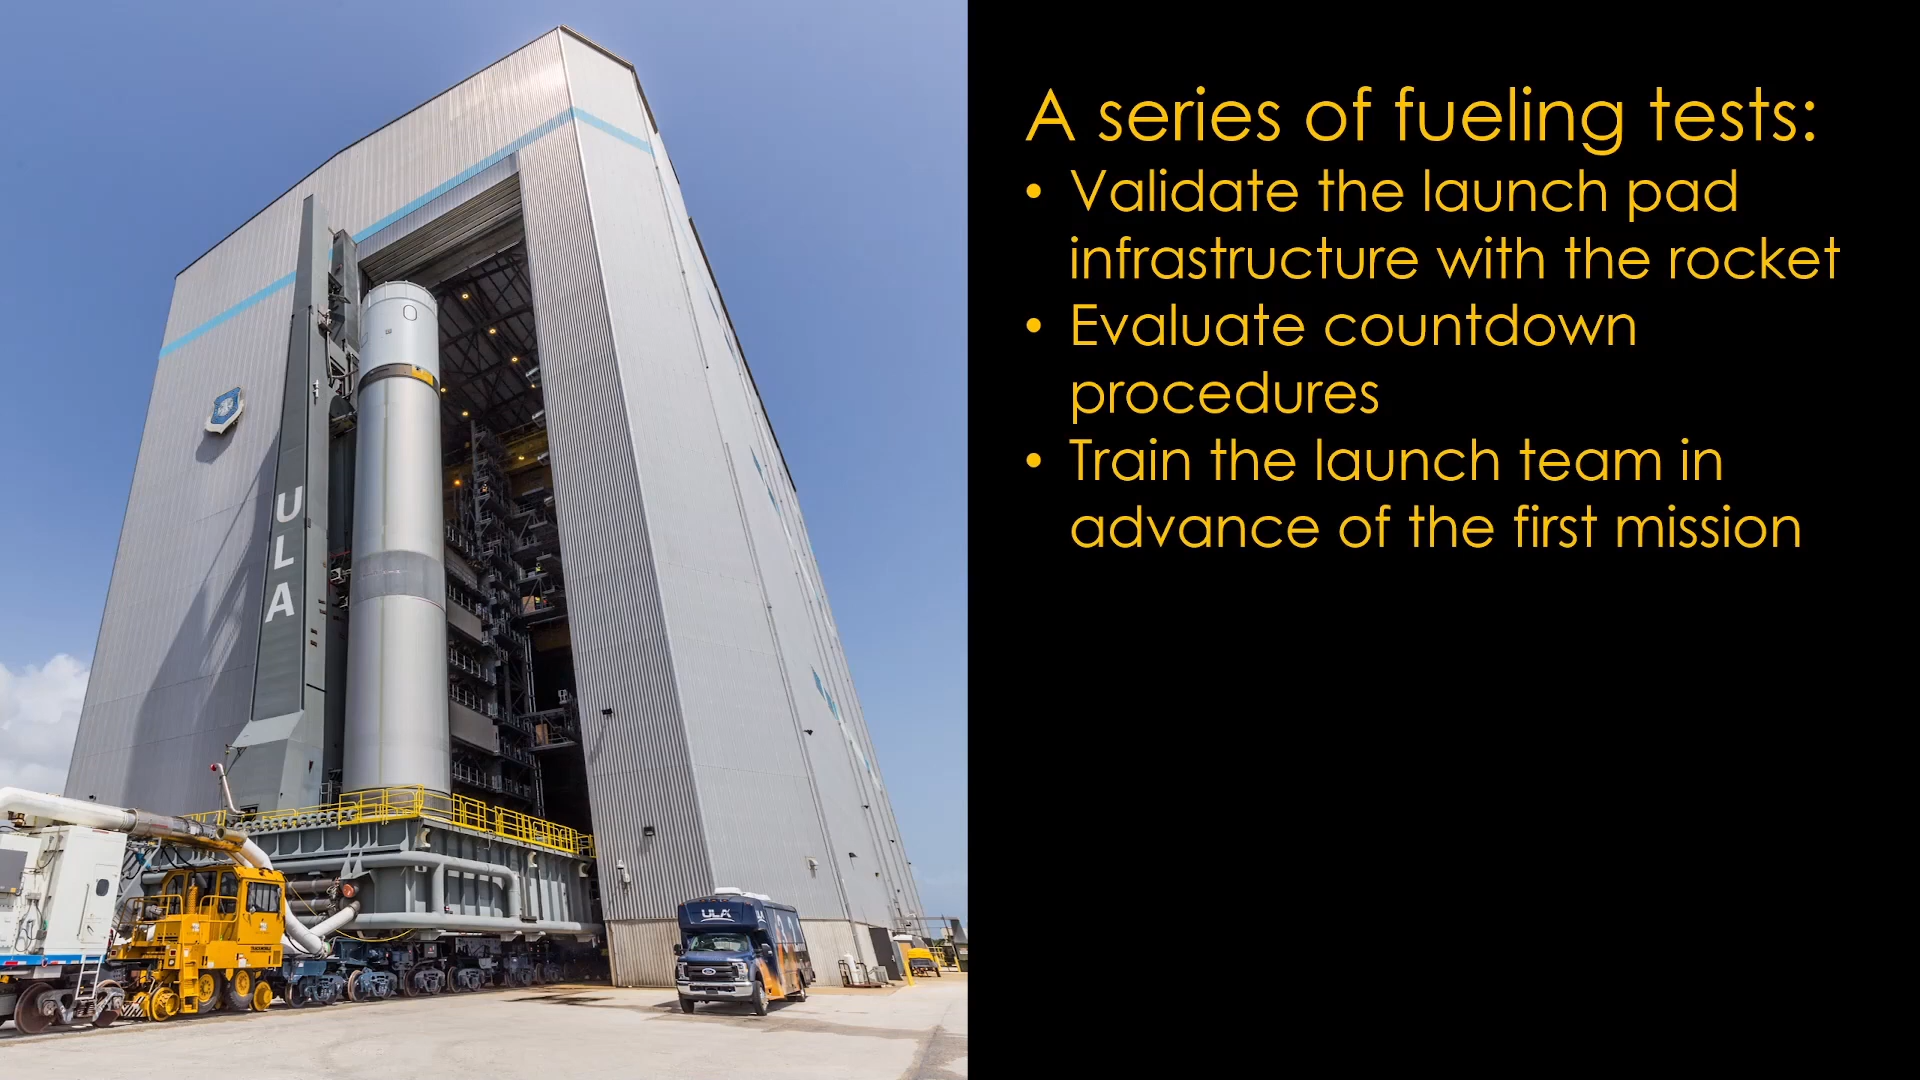 A series of fueling tests:
• Validate the launch pad
infrastructure with the rocket
• Evaluate countdown
procedures
• Train the launch team in
advance of the first mission
ULA
ULA